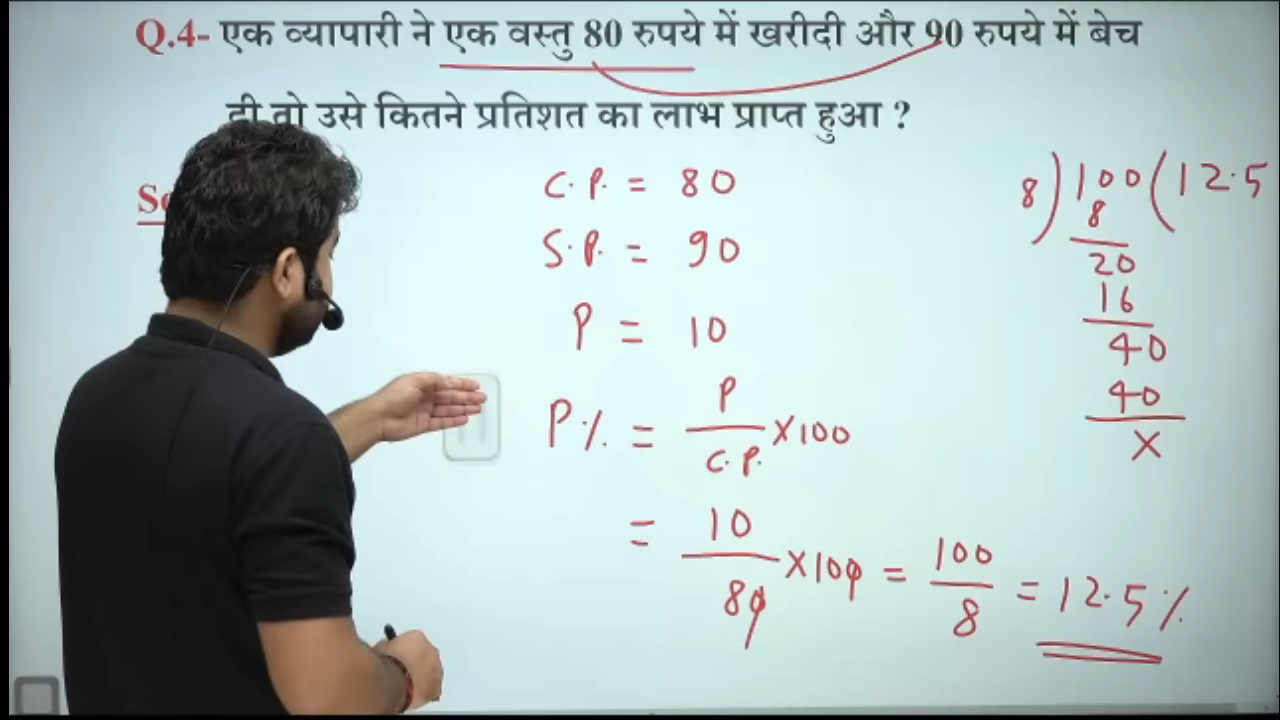 Q.4- एक व्यापारी ने एक वस्तु 80 रुपये में खरीदी और 90 रुपये में बेच
दी तो उसे कितने प्रतिशत का लाभ प्राप्त हुआ ?
C.P. = 80
S.P. = 90
P = 10
P% = P/C.P. ×100
= 10/80 ×100 = 100/8 = 12.5%
8)100(12.5
8
20
16
40
40
×